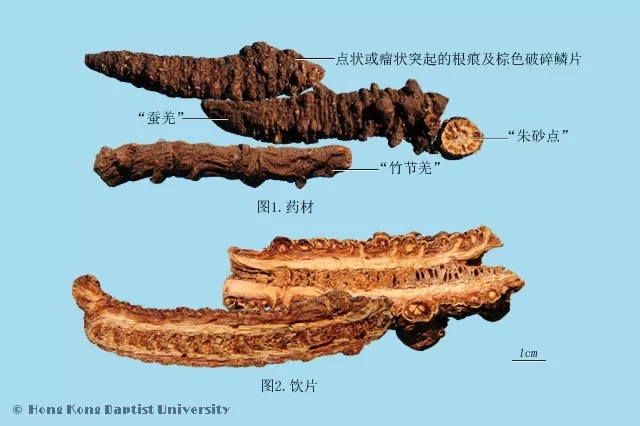 点状或瘤状突起的根痕及棕色破碎鳞片
“蚕羌”
“朱砂点”
“竹节羌”
图1.药材
图2.饮片
1cm
© Hong Kong Baptist University